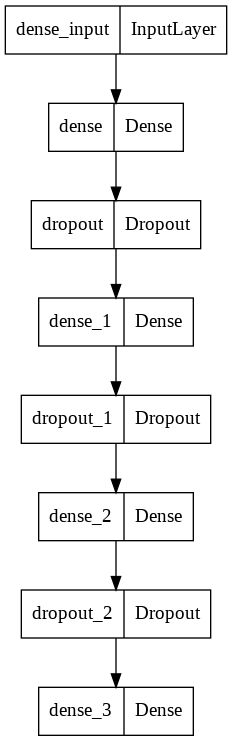 dense_input InputLayer
dense Dense
dropout Dropout
dense_1 Dense
dropout_1 Dropout
dense_2 Dense
dropout_2 Dropout
dense_3 Dense